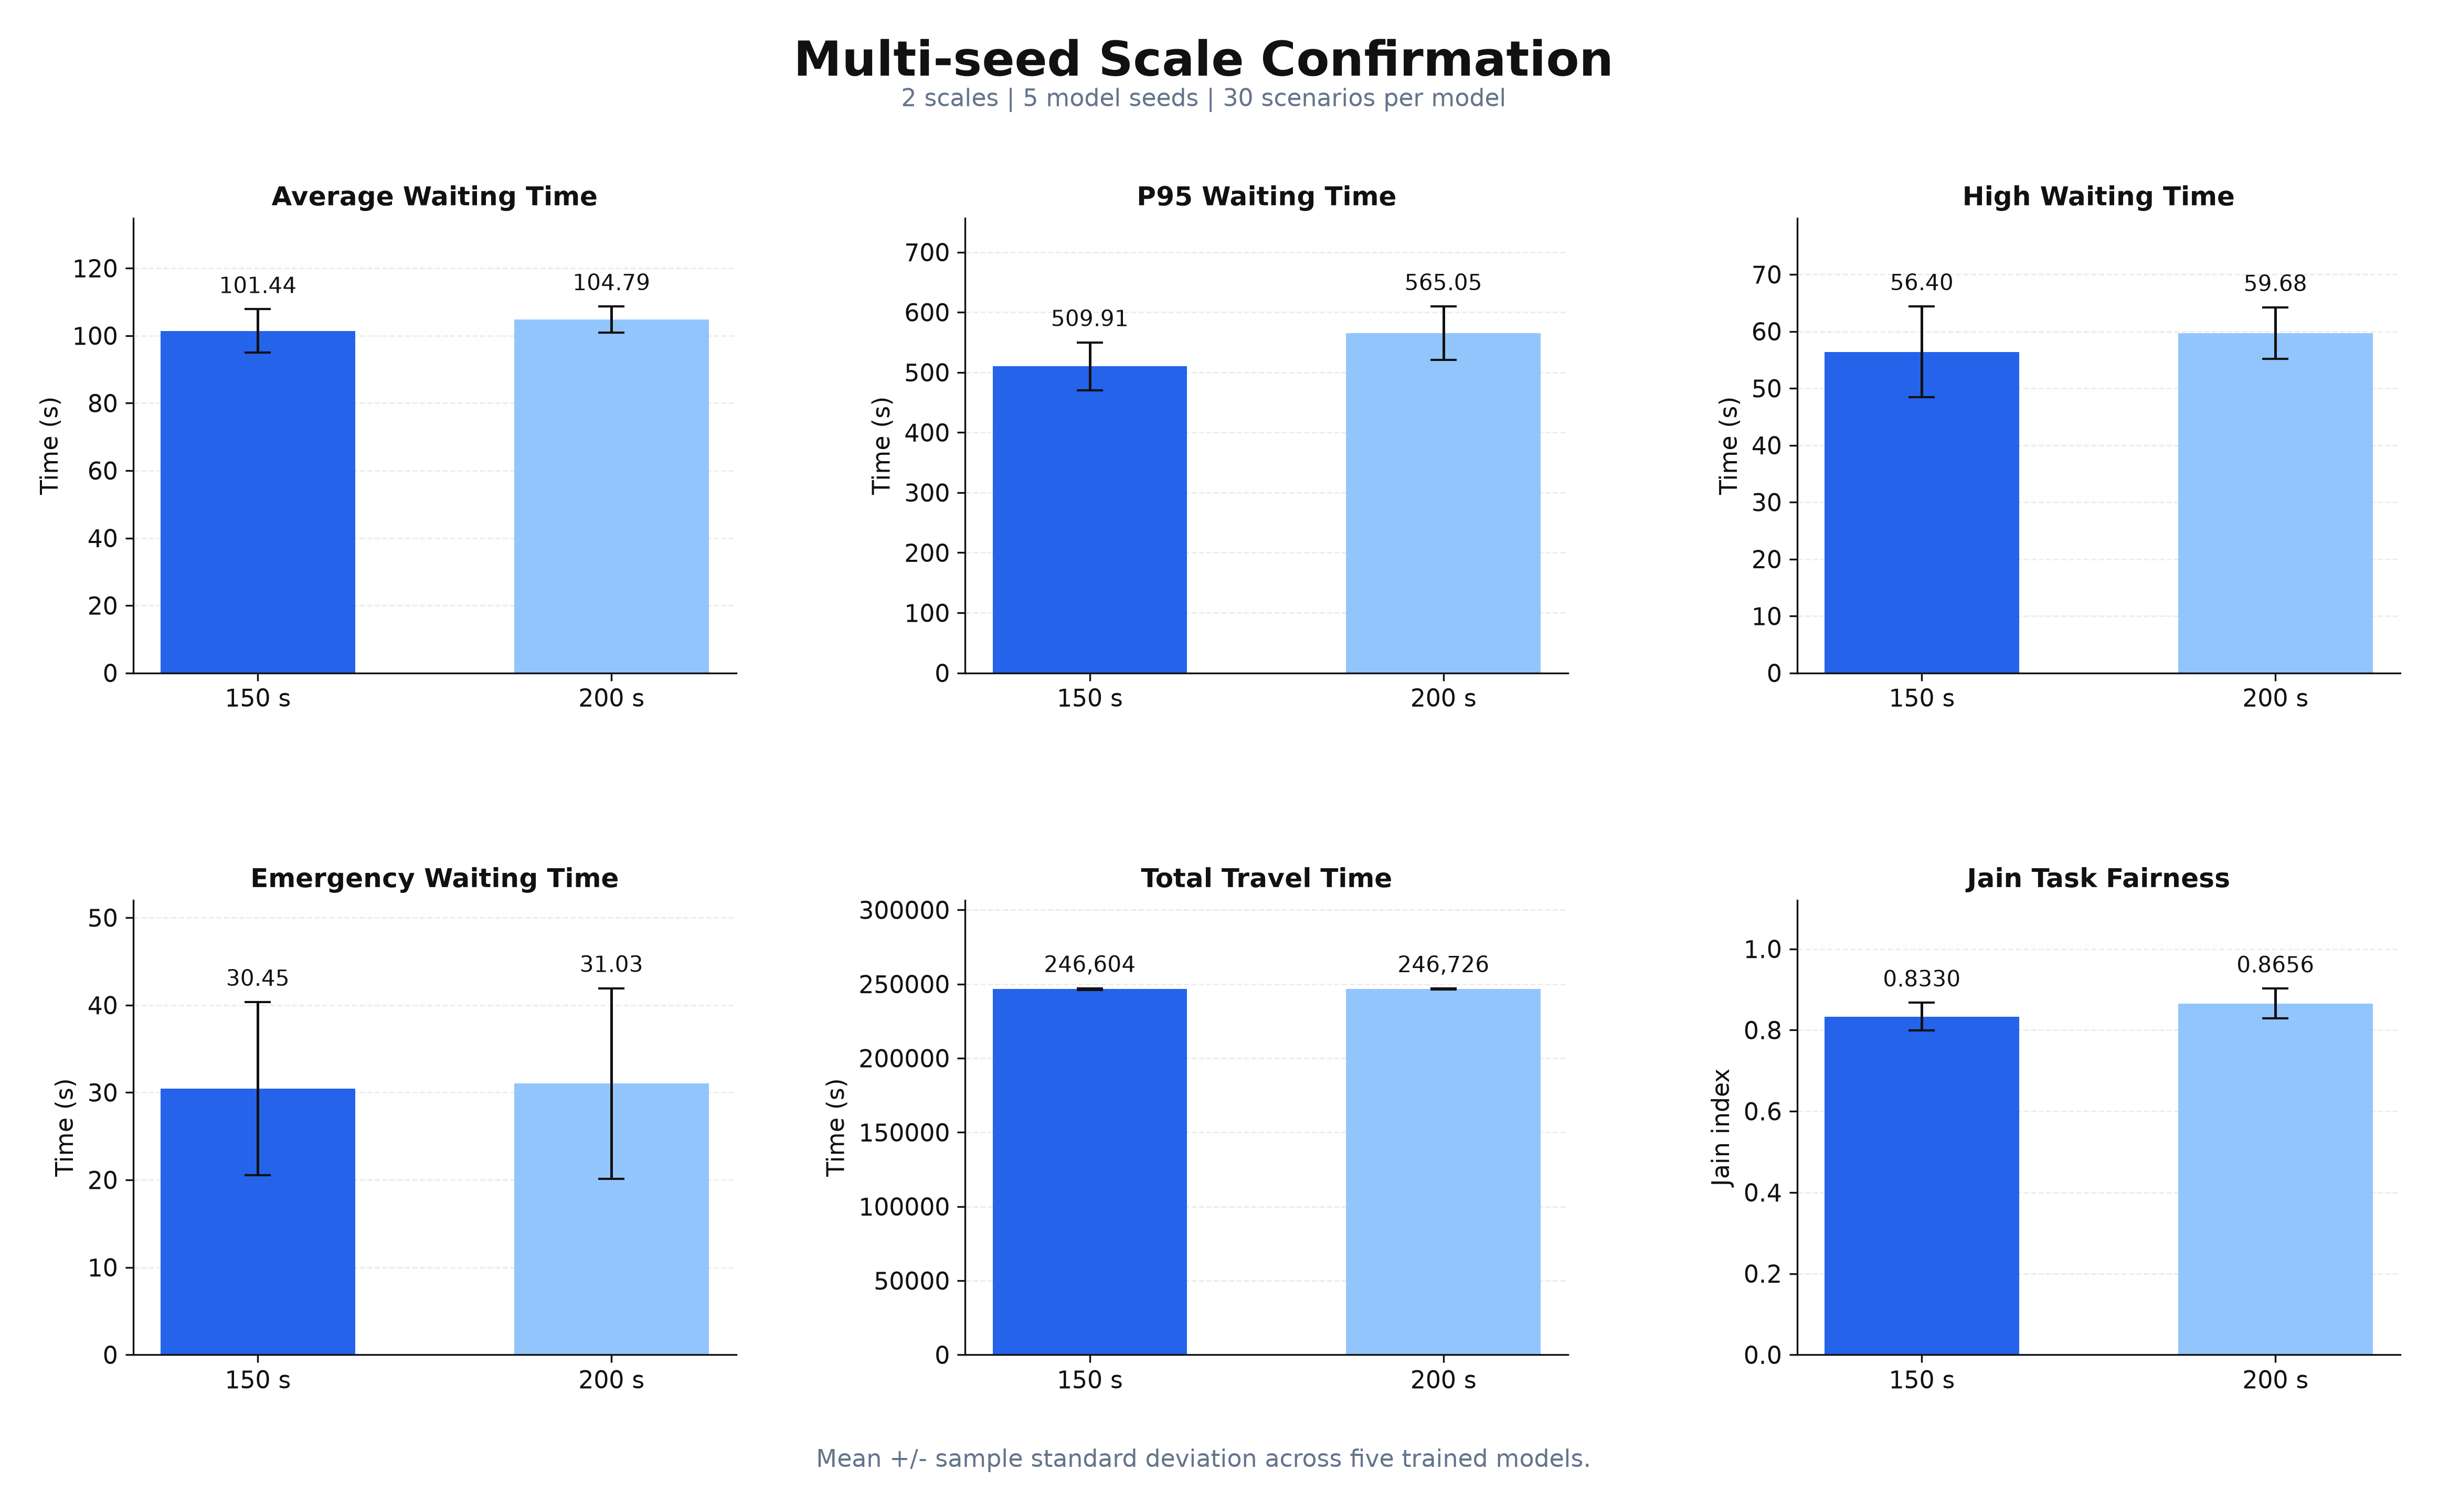 Multi-seed Scale Confirmation
2 scales | 5 model seeds | 30 scenarios per model
Average Waiting Time
Time (s)
120
100
80
60
40
20
0
101.44
104.79
150 s
200 s
P95 Waiting Time
Time (s)
700
600
500
400
300
200
100
0
509.91
565.05
150 s
200 s
High Waiting Time
Time (s)
70
60
50
40
30
20
10
0
56.40
59.68
150 s
200 s
Emergency Waiting Time
Time (s)
50
40
30
20
10
0
30.45
31.03
150 s
200 s
Total Travel Time
Time (s)
300000
250000
200000
150000
100000
50000
0
246,604
246,726
150 s
200 s
Jain Task Fairness
Jain index
1.0
0.8
0.6
0.4
0.2
0.0
0.8330
0.8656
150 s
200 s
Mean +/- sample standard deviation across five trained models.